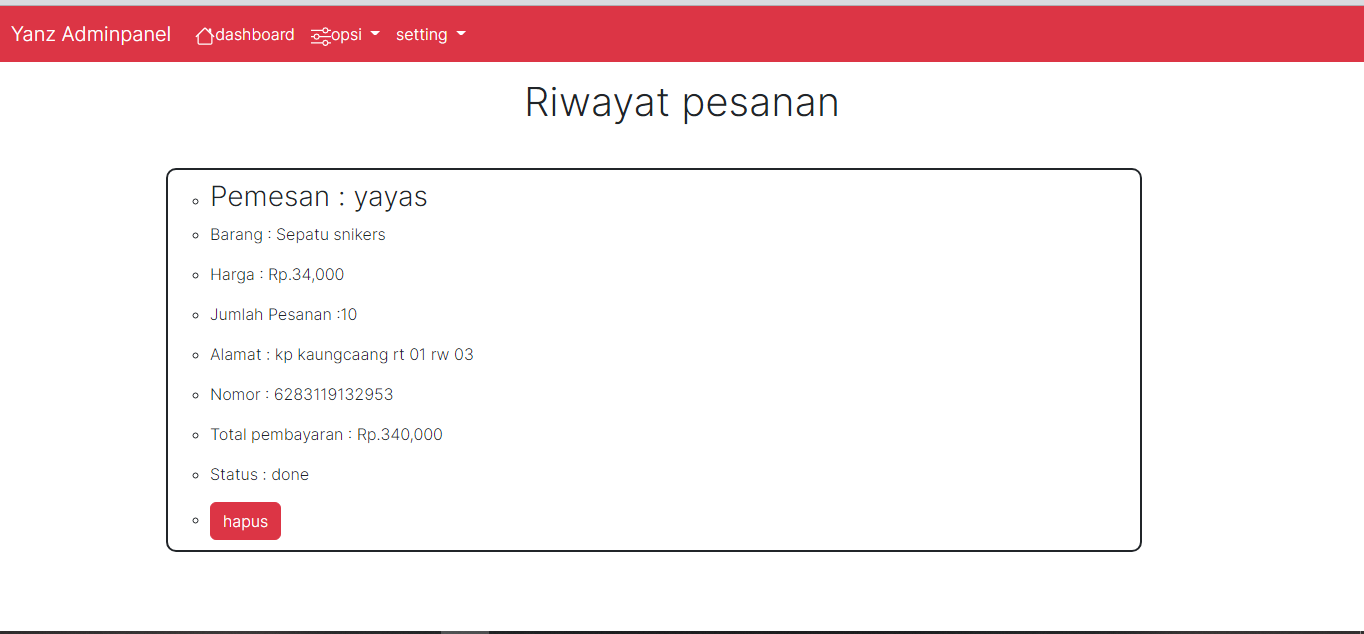 Yanz Adminpanel dashboard opsi setting
Riwayat pesanan
Pemesan : yayas
Barang : Sepatu snikers
Harga : Rp.34,000
Jumlah Pesanan :10
Alamat : kp kaungcaang rt 01 rw 03
Nomor : 6283119132953
Total pembayaran : Rp.340,000
Status : done
hapus